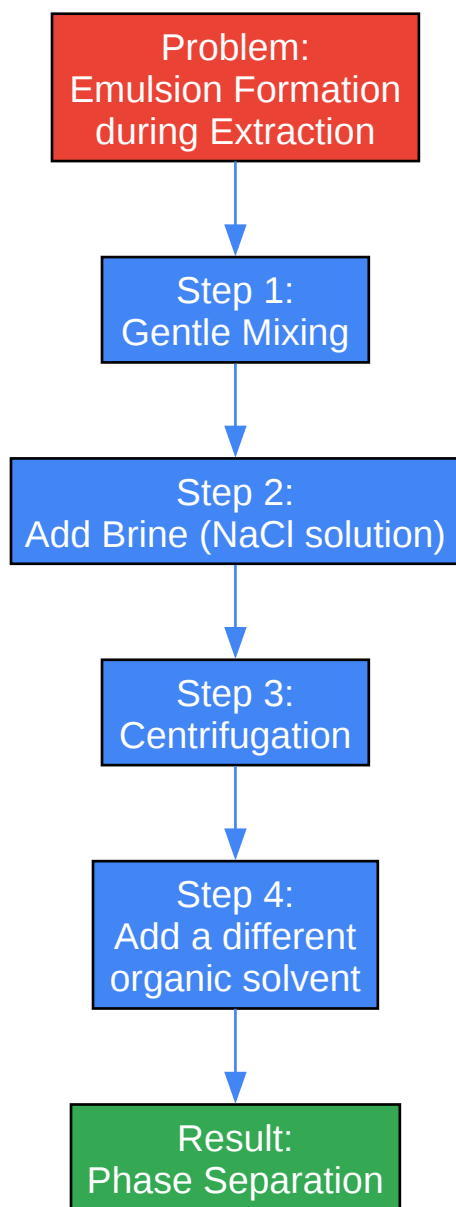 Problem:
Emulsion Formation
during Extraction
Step 1:
Gentle Mixing
Step 2:
Add Brine (NaCl solution)
Step 3:
Centrifugation
Step 4:
Add a different
organic solvent
Result:
Phase Separation